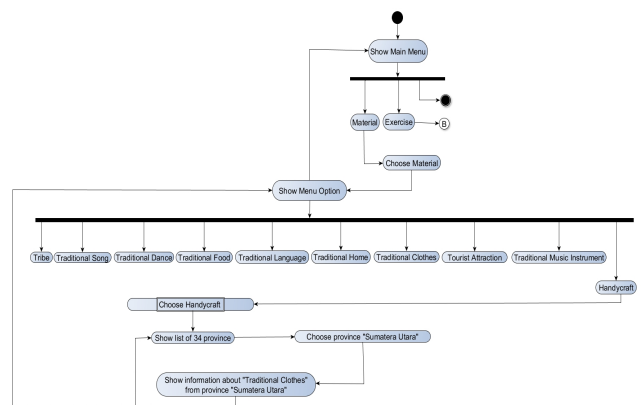 Show Main Menu
Material
Exercise
B
Choose Material
Show Menu Option
Tribe
Traditional Song
Traditional Dance
Traditional Food
Traditional Language
Traditional Home
Traditional Clothes
Tourist Attraction
Traditional Music Instrument
Handycraft
Choose Handycraft
Show list of 34 province
Choose province "Sumatera Utara"
Show information about "Traditional Clothes"
from province "Sumatera Utara"